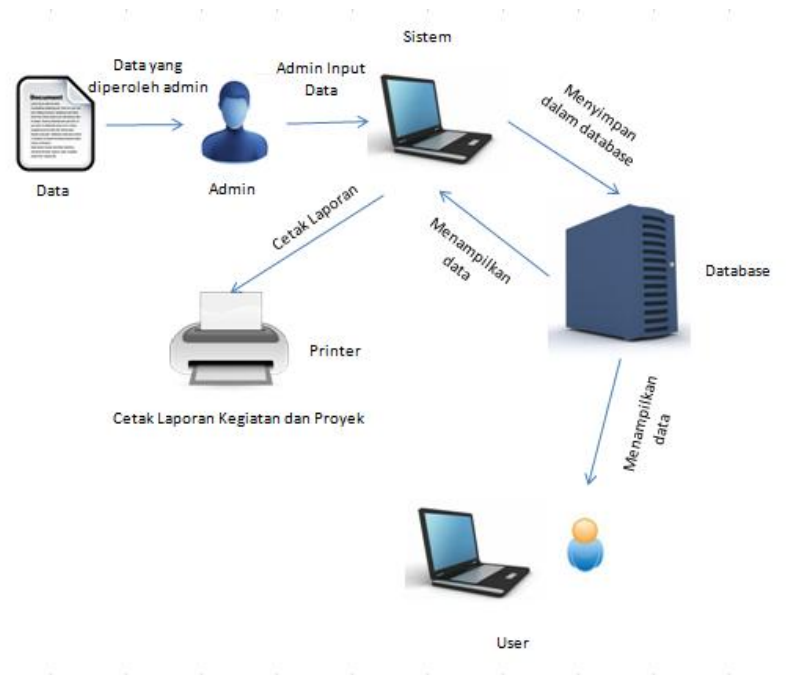 Sistem
Data yang
diperoleh admin
Admin Input
Data
Menyimpan
dalam database
Document
Data
Admin
Cetak Laporan
Menampilkan
data
Database
Printer
Cetak Laporan Kegiatan dan Proyek
Menampilkan
data
User